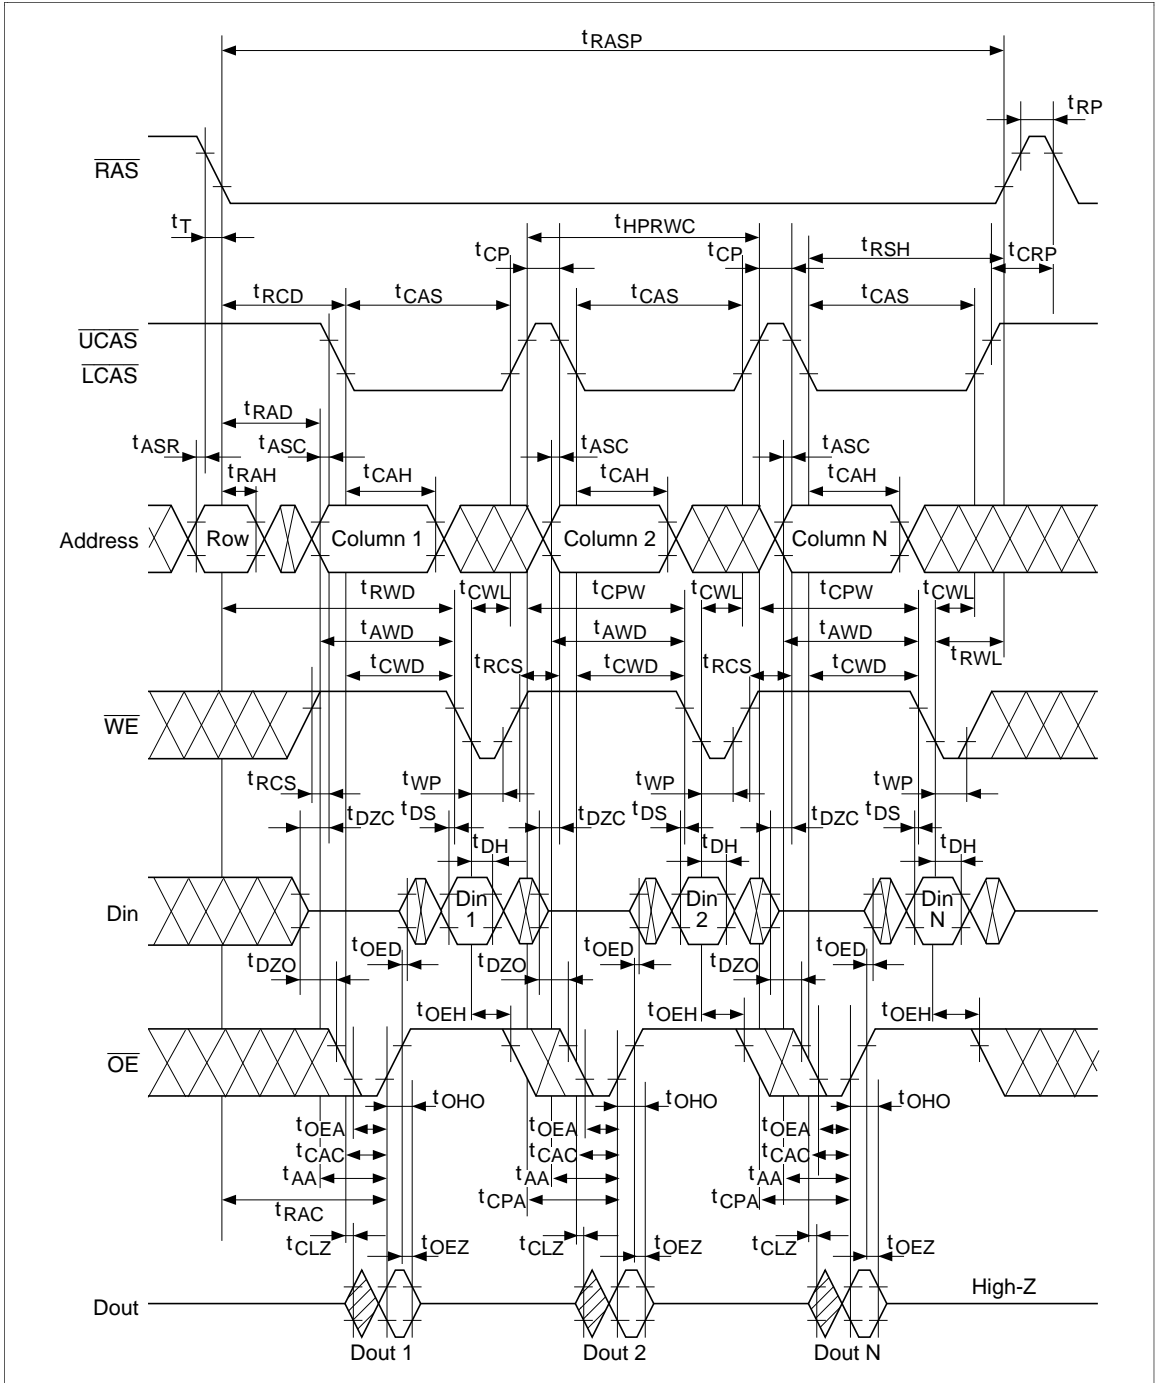 tRASP
tRP
RAS
tT
tHPRWC
tCP
tCP
tRSH
tCRP
tRCD
tCAS
tCAS
tCAS
UCAS
LCAS
tRAD
tASR
tASC
tASC
tASC
tRAH
tCAH
tCAH
tCAH
Address
Row
Column 1
Column 2
Column N
tRWD
tCWL
tCPW
tCWL
tCPW
tCWL
tAWD
tAWD
tAWD
tRWL
tCWD
tRCS
tCWD
tRCS
tCWD
WE
tRCS
tWP
tWP
tWP
tDZC
tDS
tDZC
tDS
tDZC
tDS
tDH
tDH
tDH
Din
Din 1
Din 2
Din N
tDZO
tOED
tDZO
tOED
tDZO
tOED
tOEH
tOEH
tOEH
OE
tOHO
tOHO
tOHO
tOEA
tOEA
tOEA
tCAC
tCAC
tCAC
tAA
tAA
tAA
tRAC
tCPA
tCPA
tCLZ
tOEZ
tCLZ
tOEZ
tCLZ
tOEZ
High-Z
Dout
Dout 1
Dout 2
Dout N